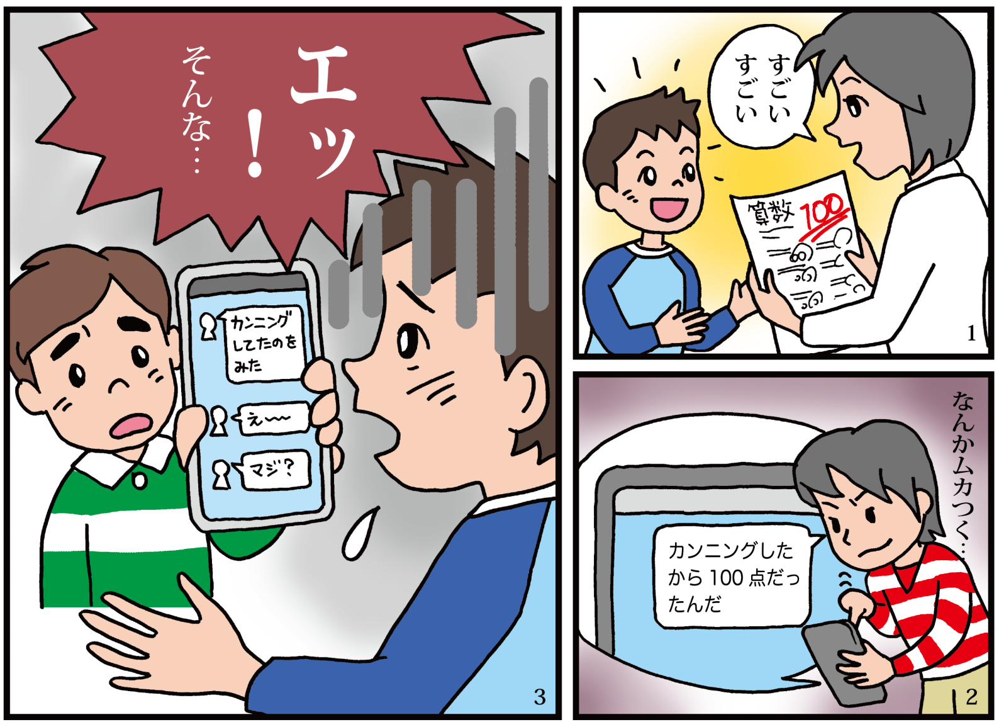 すごい
すごい
算数
100
1
なんかムカつく…
カンニングした
から100点だっ
たんだ
2
エッ
！
そんな…
カンニング
してたのを
みた
え〜〜
マジ？
3